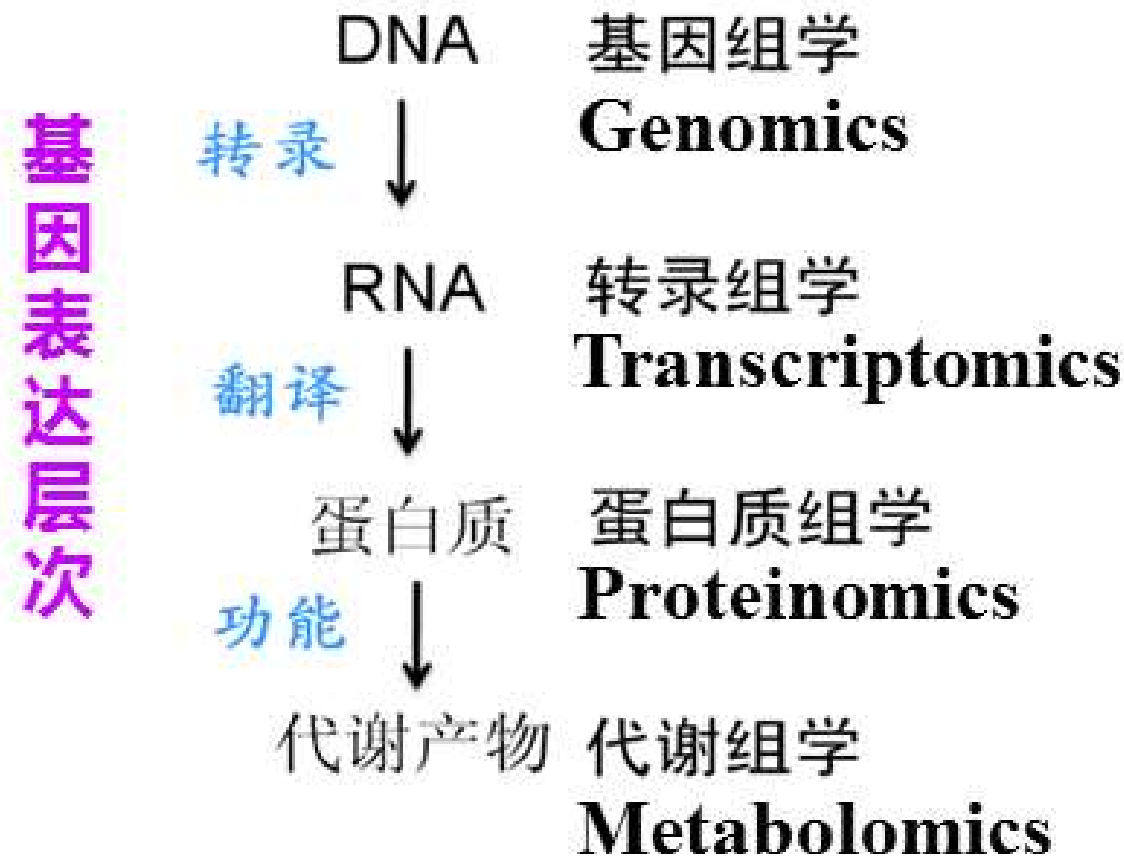 基因表达层次
DNA 基因组学
Genomics
转录
RNA 转录组学
Transcriptomics
翻译
蛋白质 蛋白质组学
Proteinomics
功能
代谢产物 代谢组学
Metabolomics